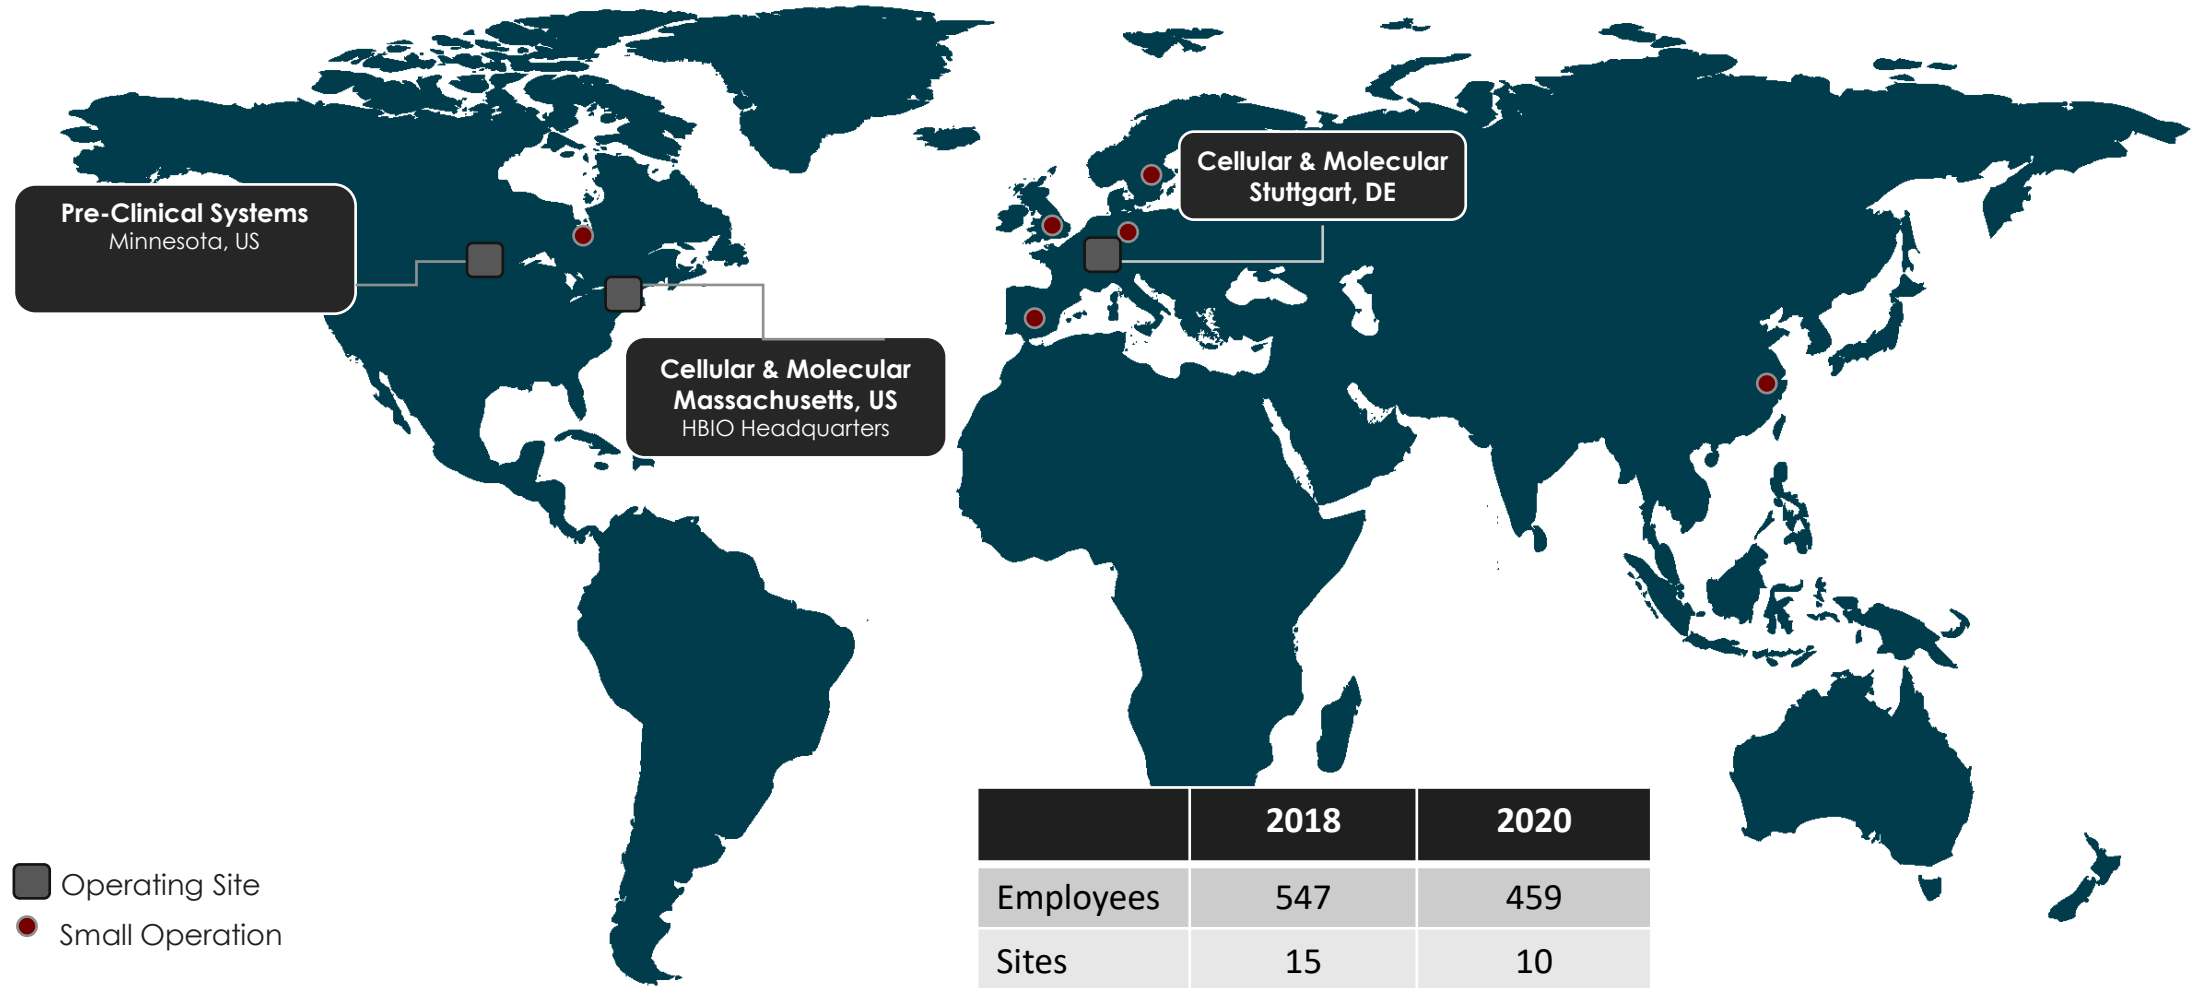 Cellular & Molecular
Stuttgart, DE
Pre-Clinical Systems
Minnesota, US
Cellular & Molecular
Massachusetts, US
HBIO Headquarters
2018 2020
Employees 547 459
Sites 15 10
Operating Site
Small Operation